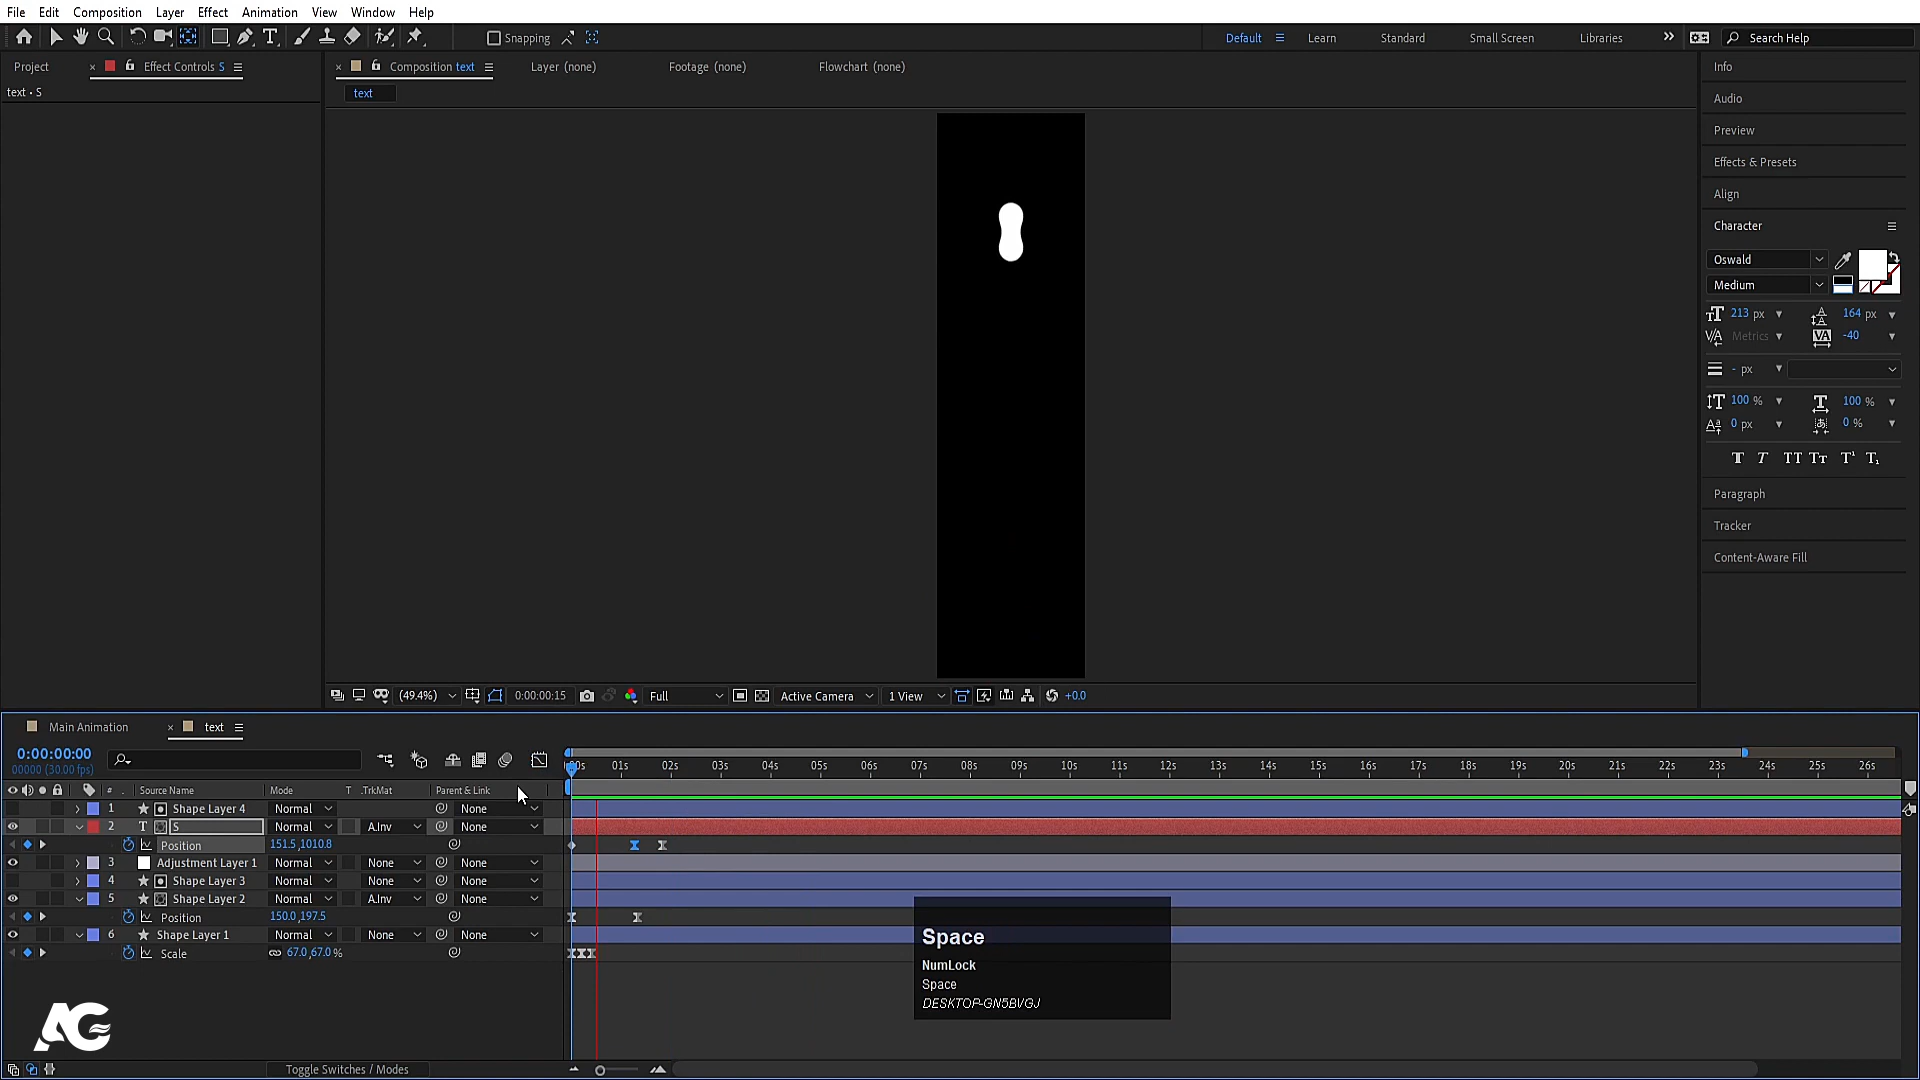 File Edit Composition Layer Effect Animation View Window Help
Snapping Default Learn Standard Small Screen Libraries Search Help
Project Effect Controls S Composition text Layer (none) Footage (none) Flowchart (none) Info
text • S text
Audio
Preview
Effects & Presets
Align
Character
Oswald
Medium
213 px 164 px
Metrics -40
- px
100 % 100 %
0 px 0 %
Paragraph
Tracker
Content-Aware Fill
(49.4%) 0:00:00:15 Full Active Camera 1 View +0.0
Main Animation text
0:00:00:00
00000 (30.00 fps)
:00s 01s 02s 03s 04s 05s 06s 07s 08s 09s 10s 11s 12s 13s 14s 15s 16s 17s 18s 19s 20s 21s 22s 23s 24s 25s 26s
# Source Name Mode T .TrkMat Parent & Link
1 Shape Layer 4 Normal None
2 T S Normal A.Inv None
Position 151.5,1010.8
3 Adjustment Layer 1 Normal None None
4 Shape Layer 3 Normal None None
5 Shape Layer 2 Normal A.Inv None
Position 150.0,197.5
6 Shape Layer 1 Normal None None
Scale 67.0,67.0 %
Space
NumLock
Space
DESKTOP-GN5BVGJ
AG
Toggle Switches / Modes